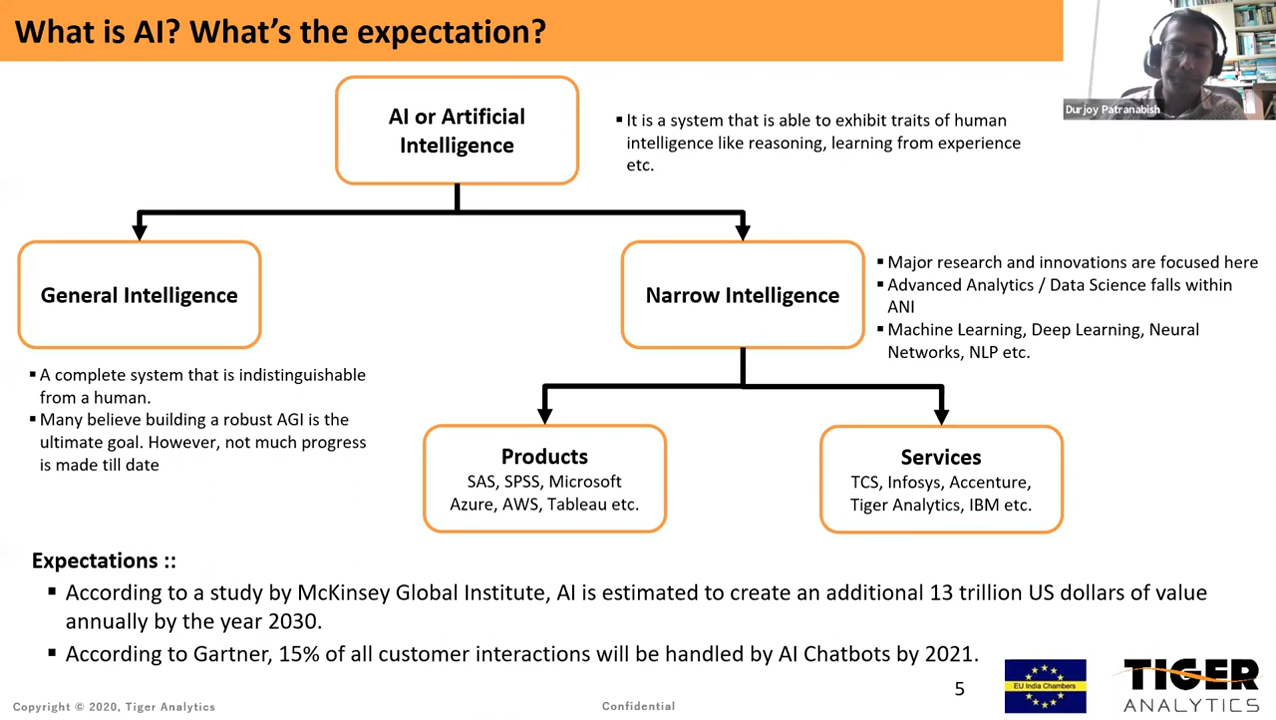 What is AI? What's the expectation?
Durjoy Patranabish
AI or Artificial
Intelligence
▪ It is a system that is able to exhibit traits of human
intelligence like reasoning, learning from experience
etc.
General Intelligence
Narrow Intelligence
▪ Major research and innovations are focused here
▪ Advanced Analytics / Data Science falls within
ANI
▪ Machine Learning, Deep Learning, Neural
Networks, NLP etc.
▪ A complete system that is indistinguishable
from a human.
▪ Many believe building a robust AGI is the
ultimate goal. However, not much progress
is made till date
Products
SAS, SPSS, Microsoft
Azure, AWS, Tableau etc.
Services
TCS, Infosys, Accenture,
Tiger Analytics, IBM etc.
Expectations ::
▪ According to a study by McKinsey Global Institute, AI is estimated to create an additional 13 trillion US dollars of value
annually by the year 2030.
▪ According to Gartner, 15% of all customer interactions will be handled by AI Chatbots by 2021.
5
EU India Chambers
TIGER
ANALYTICS
Copyright © 2020, Tiger Analytics
Confidential